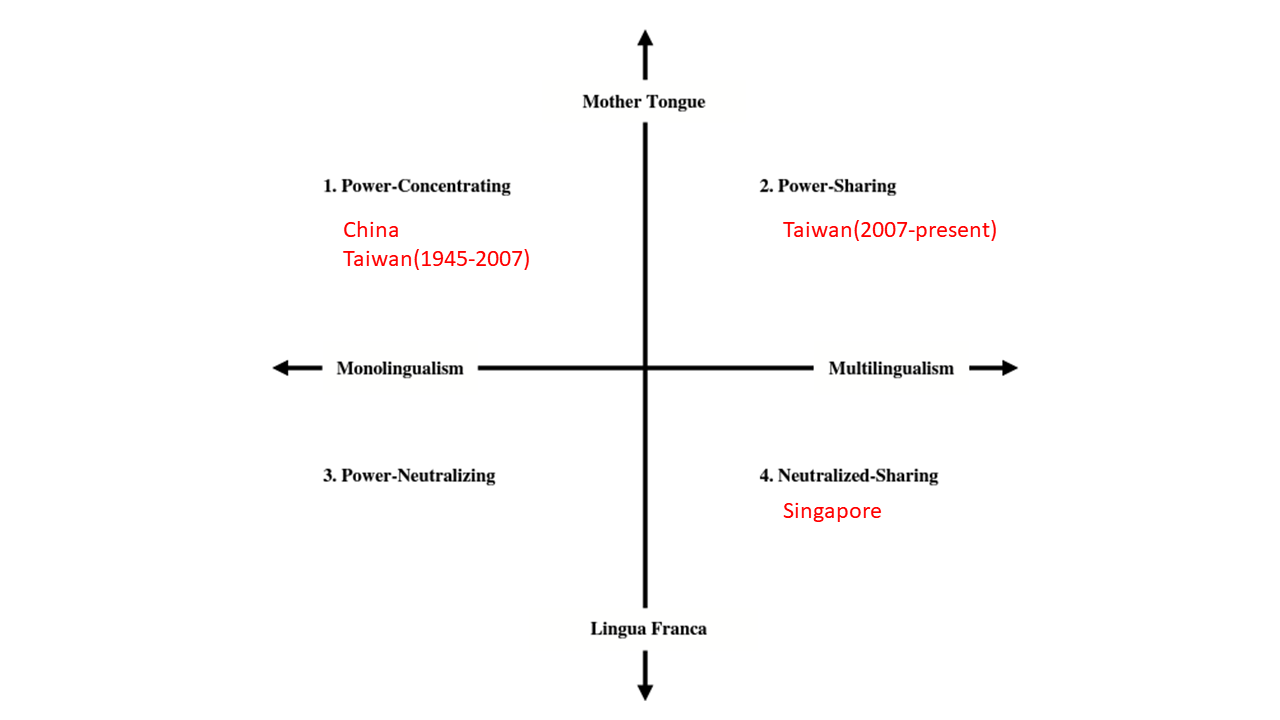 Mother Tongue
1. Power-Concentrating
2. Power-Sharing
China
Taiwan(1945-2007)
Taiwan(2007-present)
Monolingualism
Multilingualism
3. Power-Neutralizing
4. Neutralized-Sharing
Singapore
Lingua Franca